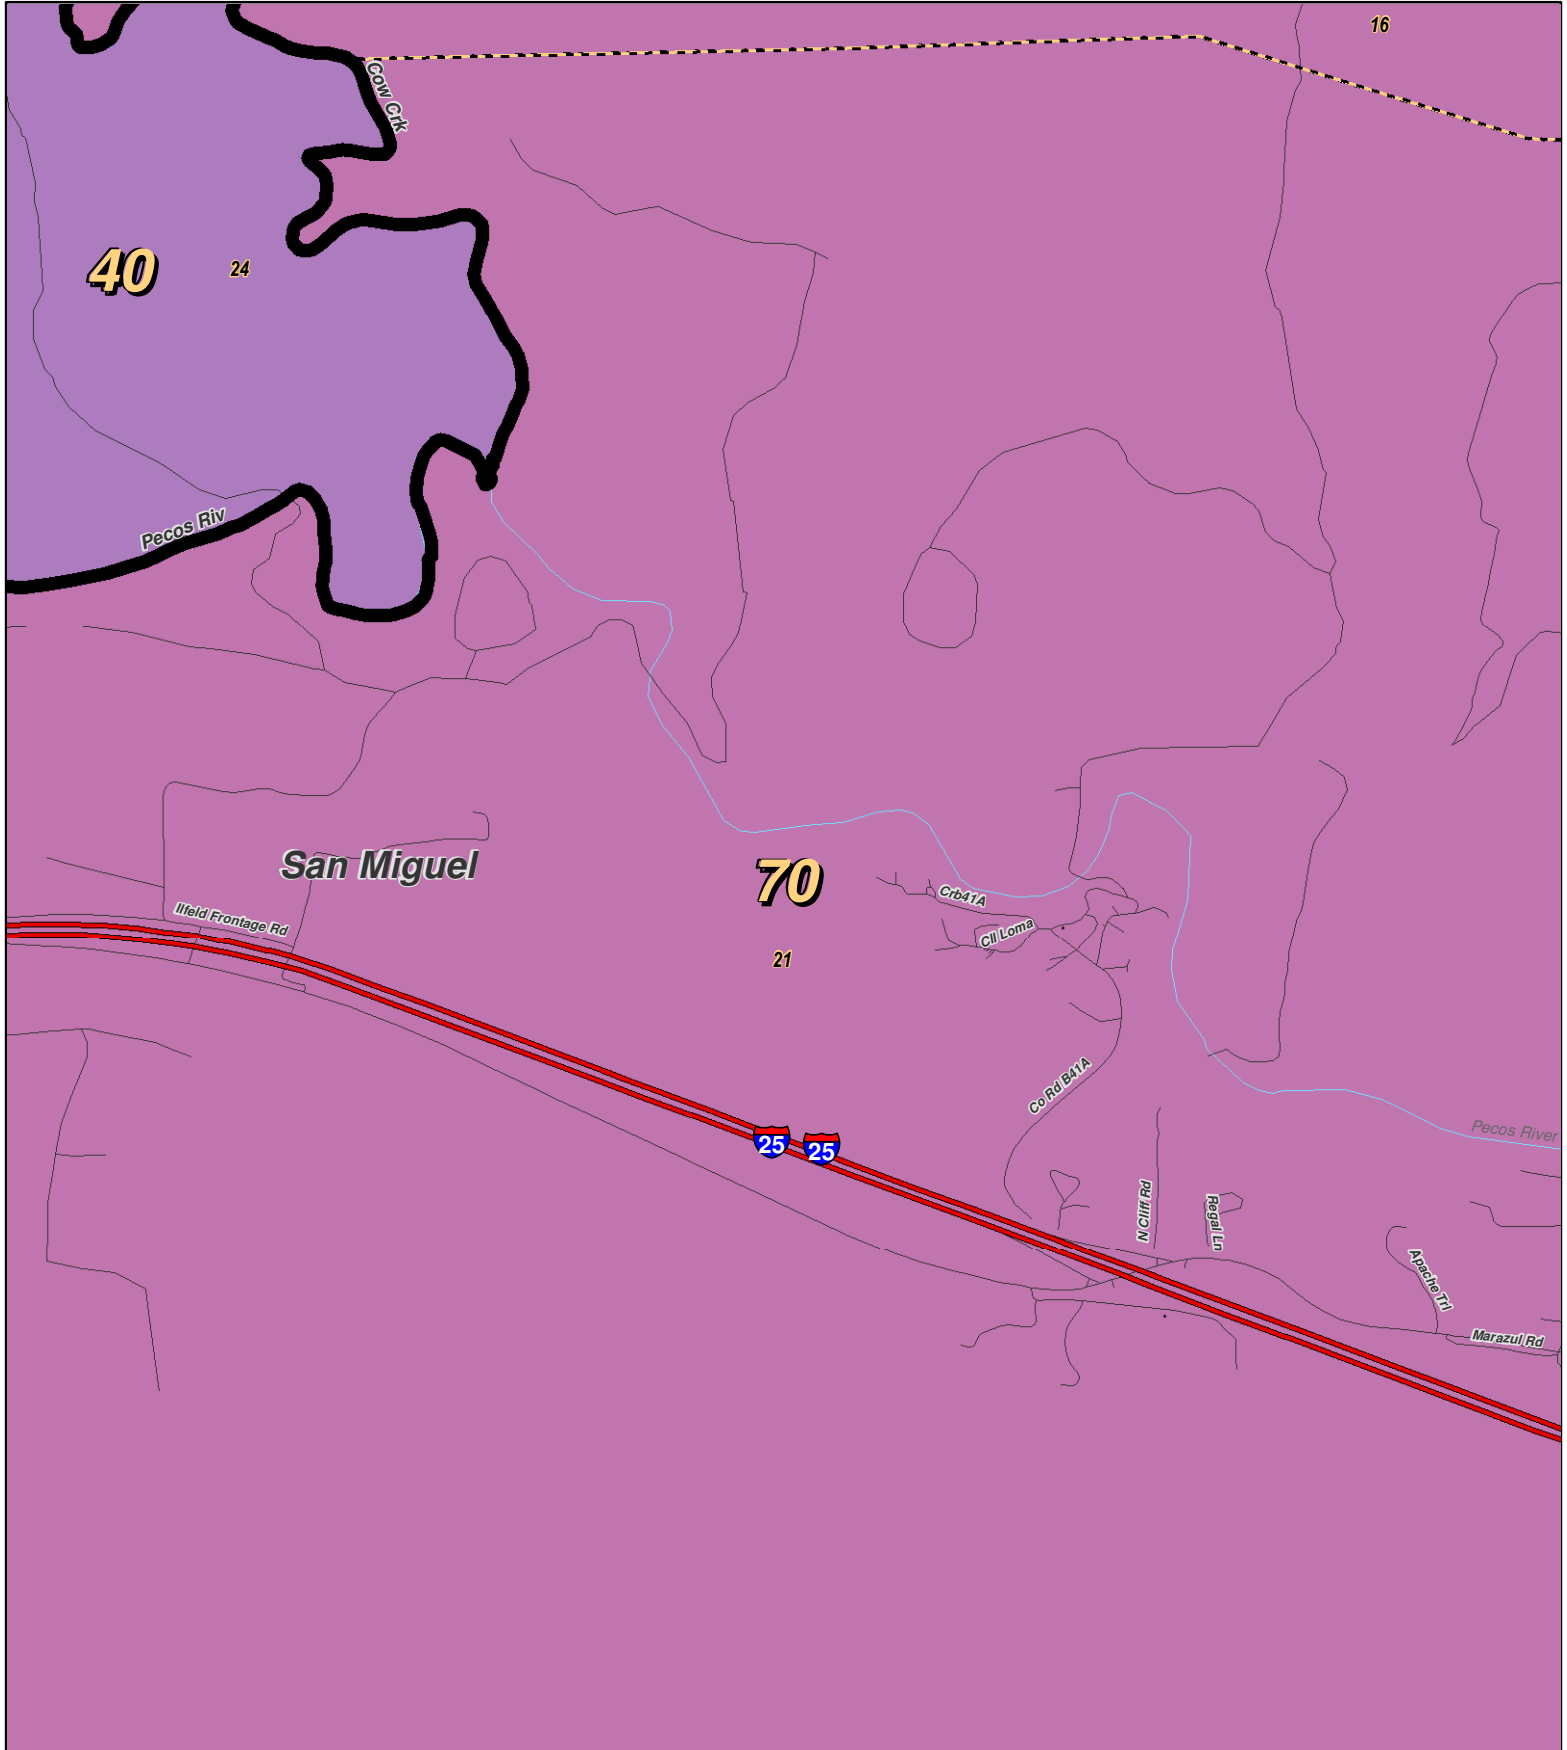 16
Cow Crk
40
24
Pecos Riv
San Miguel
70
Crb41A
Ilfeld Frontage Rd
Cll Loma
21
Co Rd B41A
25
25
Pecos River
N Cliff Rd
Regal Ln
Apache Trl
Marazul Rd